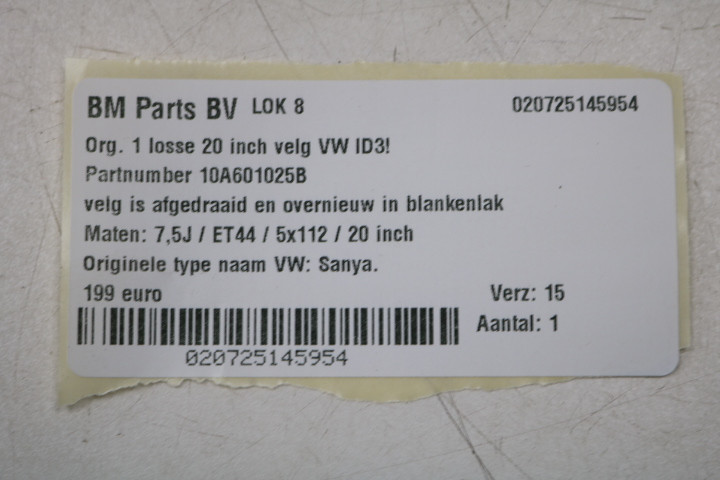 BM Parts BV LOK 8 020725145954
Org. 1 losse 20 inch velg VW ID3!
Partnumber 10A601025B
velg is afgedraaid en overnieuw in blankenlak
Maten: 7,5J / ET44 / 5x112 / 20 inch
Originele type naam VW: Sanya.
199 euro Verz: 15
Aantal: 1
020725145954